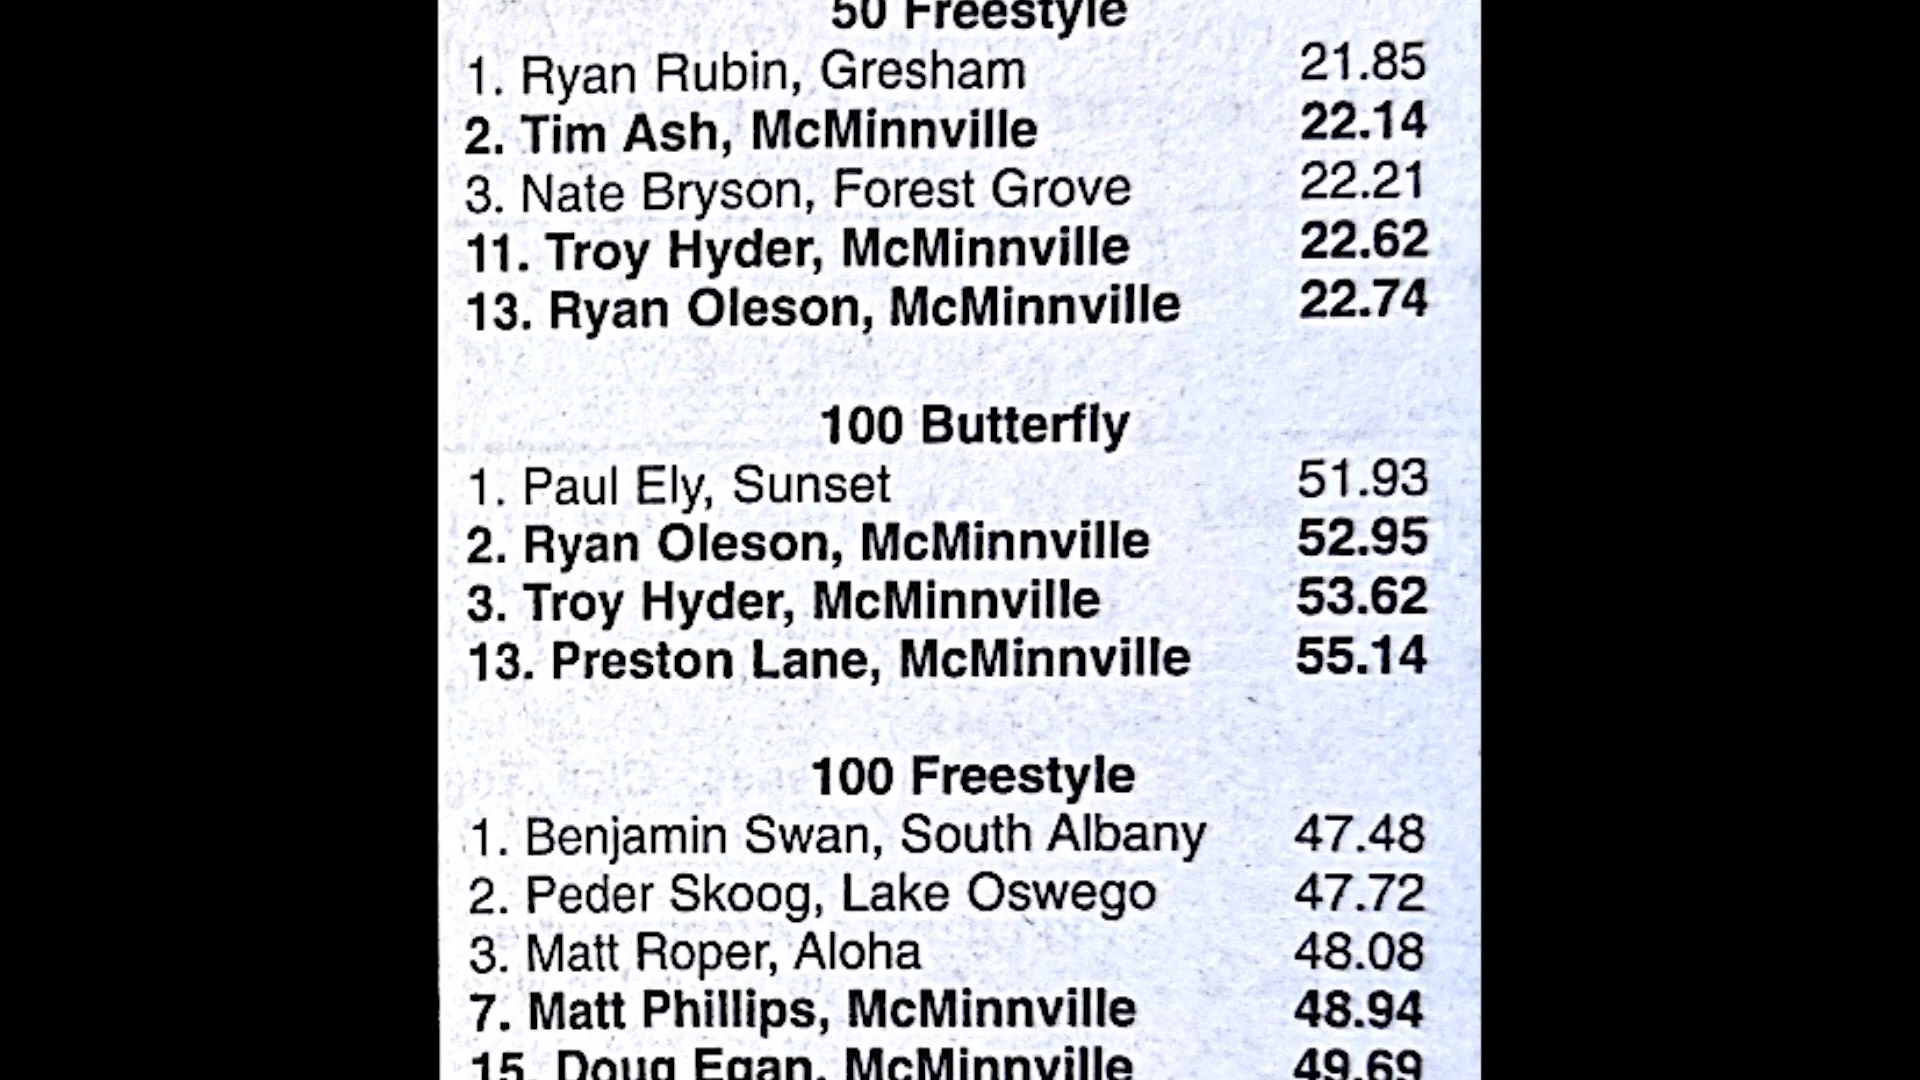 50 Freestyle
1. Ryan Rubin, Gresham 21.85
2. Tim Ash, McMinnville 22.14
3. Nate Bryson, Forest Grove 22.21
11. Troy Hyder, McMinnville 22.62
13. Ryan Oleson, McMinnville 22.74
100 Butterfly
1. Paul Ely, Sunset 51.93
2. Ryan Oleson, McMinnville 52.95
3. Troy Hyder, McMinnville 53.62
13. Preston Lane, McMinnville 55.14
100 Freestyle
1. Benjamin Swan, South Albany 47.48
2. Peder Skoog, Lake Oswego 47.72
3. Matt Roper, Aloha 48.08
7. Matt Phillips, McMinnville 48.94
15. Doug Egan, McMinnville 49.69